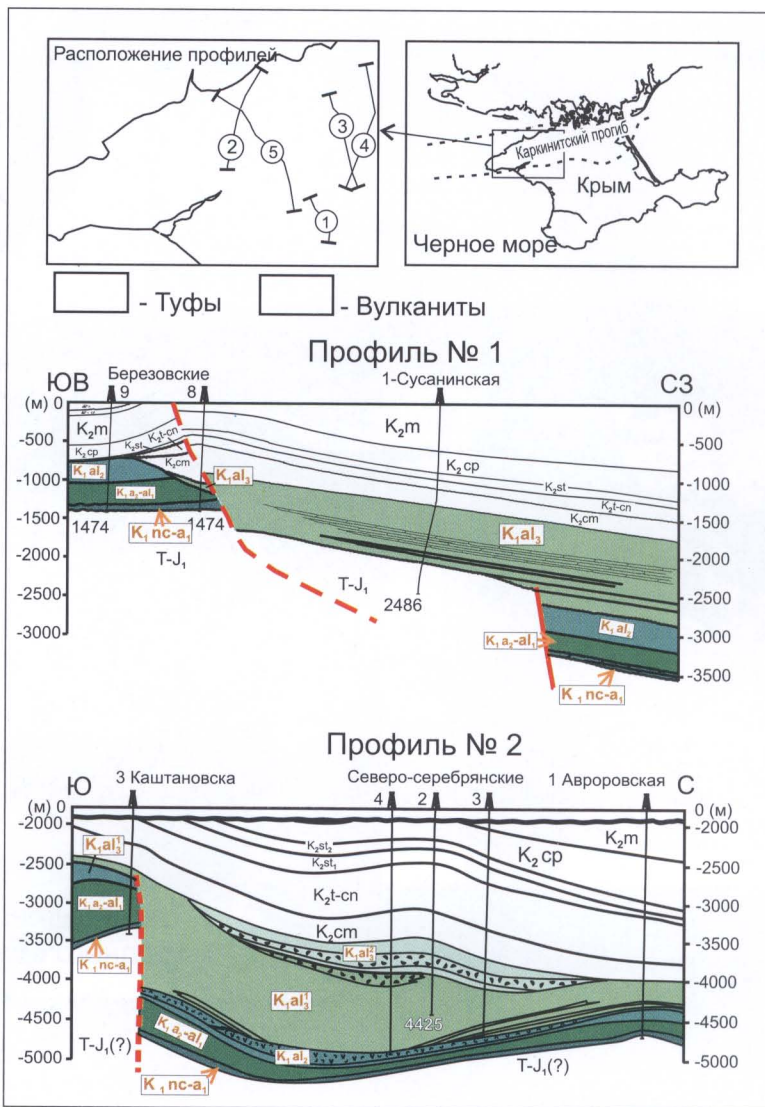 Расположение профилей
3
4
2
5
1
Каркинитский прогиб
Крым
Черное море
- Туфы
- Вулканиты
Профиль № 1
ЮВ
Березовские
1-Сусанинская
СЗ
(м) 0
9
8
0 (м)
-500
-1000
-1500
-2000
-2500
-3000
-500
-1000
-1500
-2000
-2500
-3000
-3500
K₂m
K₂m
K₂t-cn
K₂st
K₂cp
K₂cm
K₂cp
K₂st
K₂t-cn
K₂cm
K₁al₂
K₁al₃
K₁a₂-al₁
K₁al₃
1474
1474
K₁nc-a₁
T-J₁
T-J₁
2486
K₁al₂
K₁a₂-al₁
K₁nc-a₁
Профиль № 2
Ю
3 Каштановска
Северо-серебрянские
1 Авроровская
С
(м) 0
4
2
3
0 (м)
-2000
-2500
-3000
-3500
-4000
-4500
-5000
-2000
-2500
-3000
-3500
-4000
-4500
-5000
K₁al₃¹
K₂st₂
K₂m
K₂st₁
K₂cp
K₁a₂-al₁
K₂t-cn
K₂cm
K₁al₃²
K₁nc-a₁
K₁al₃¹
4425
K₁a₂-al₁
K₁al₂
T-J₁(?)
T-J₁(?)
K₁nc-a₁